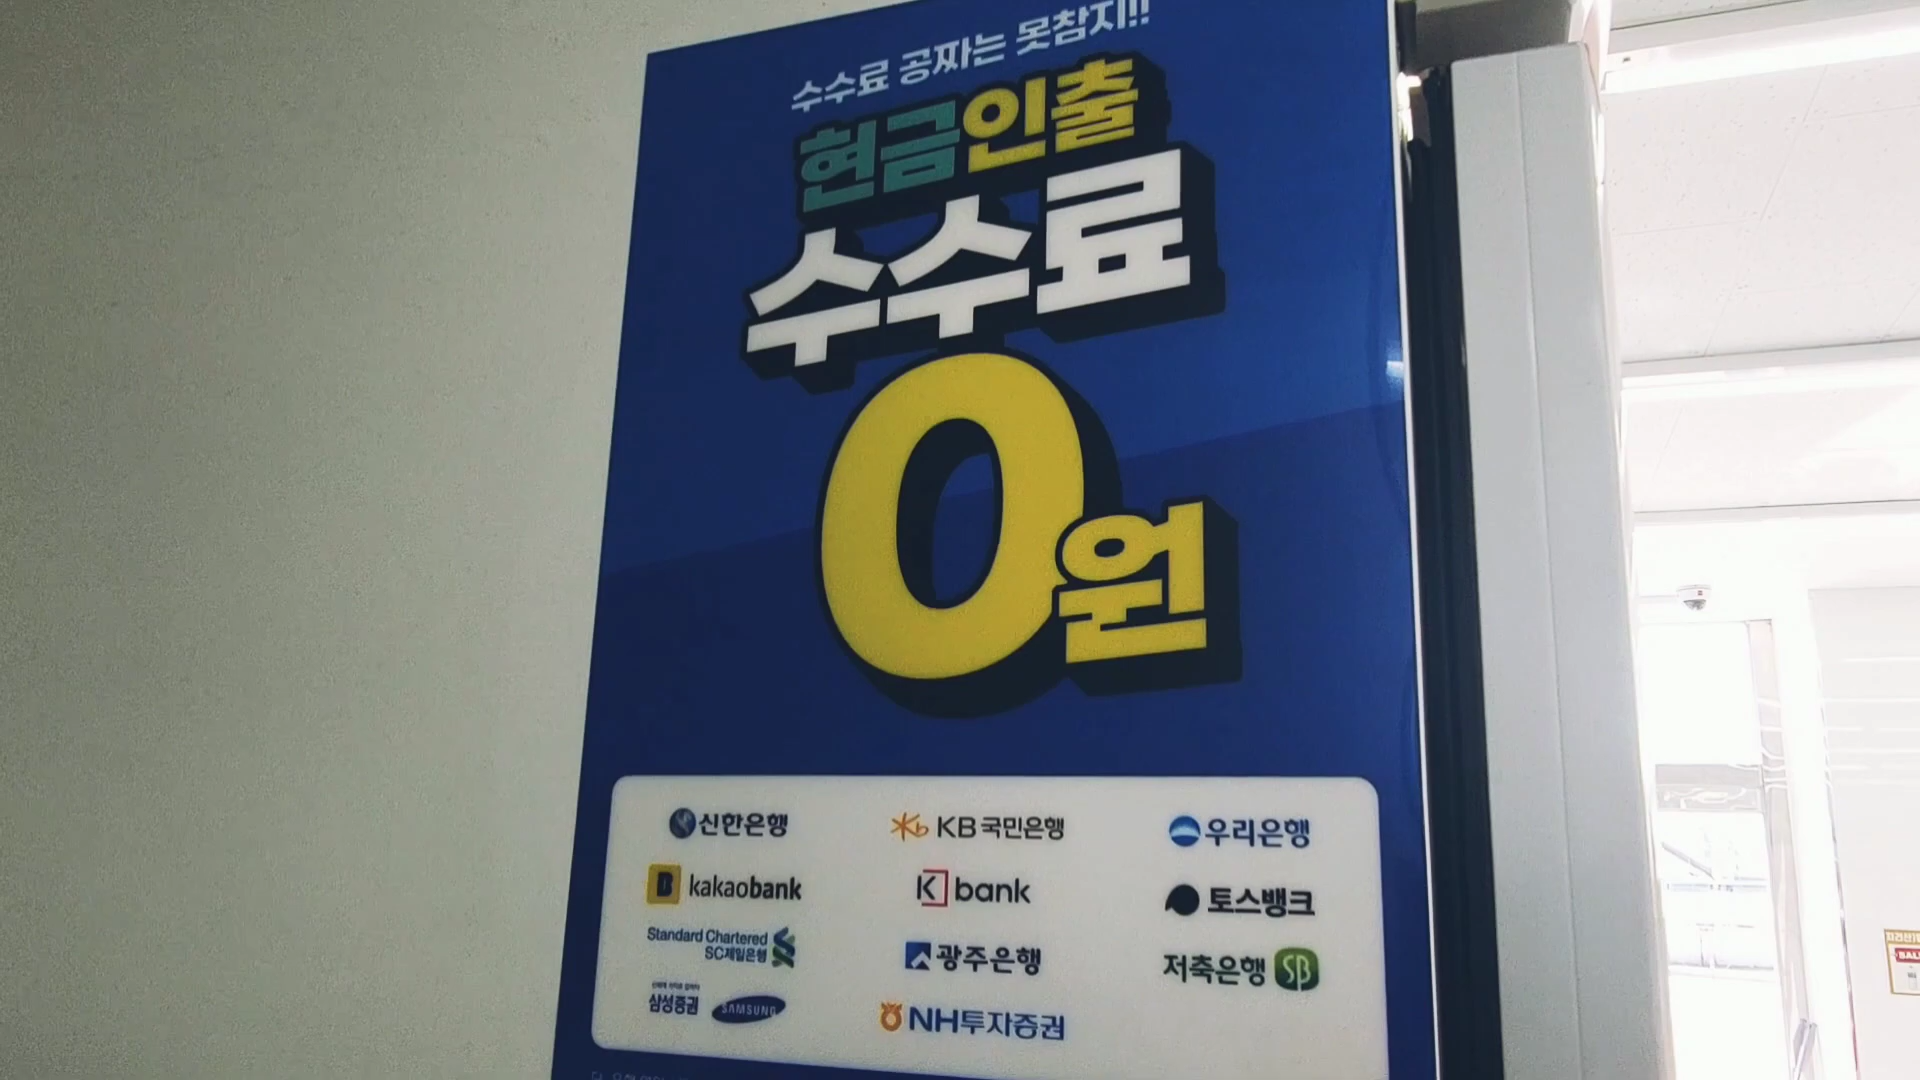 수수료 공짜는 못참지!!
현금인출
수수료
0원
신한은행
KB국민은행
우리은행
kakaobank
K bank
토스뱅크
Standard Chartered
SC제일은행
광주은행
저축은행 SB
삼성증권 SAMSUNG
NH투자증권